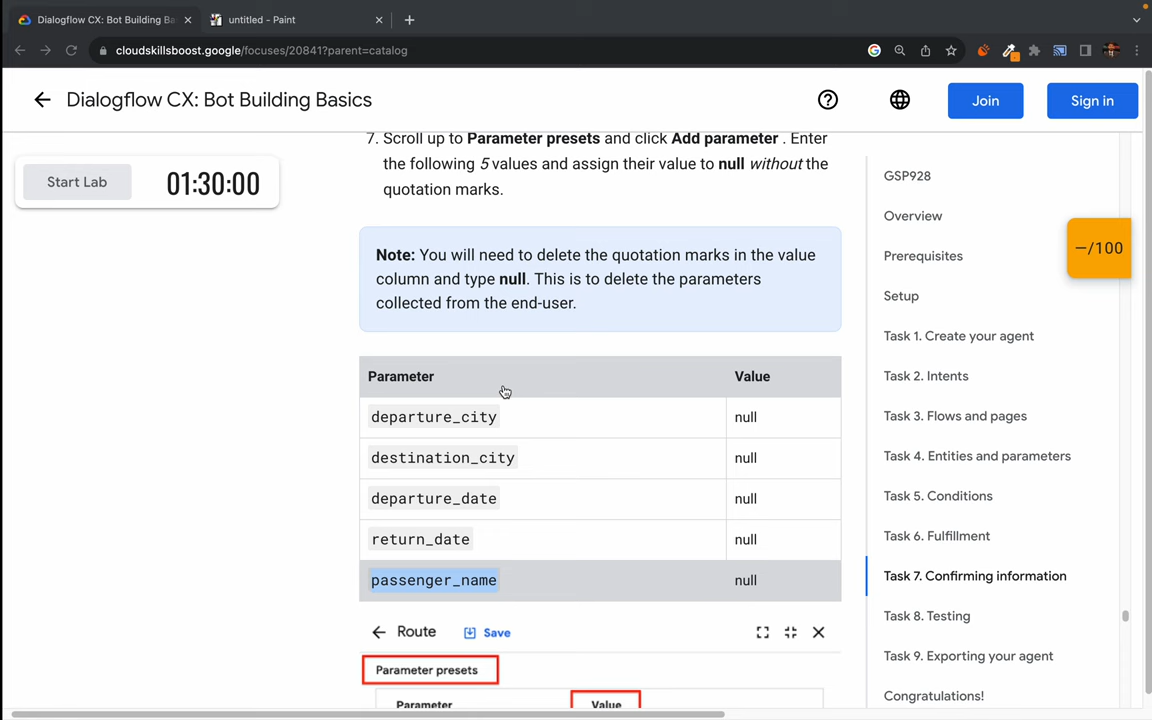 Dialogflow CX: Bot Building Ba
untitled - Paint
cloudskillsboost.google/focuses/20841?parent=catalog
Dialogflow CX: Bot Building Basics
Join
Sign in
Start Lab
01:30:00
7. Scroll up to Parameter presets and click Add parameter . Enter
the following 5 values and assign their value to null without the
quotation marks.
Note: You will need to delete the quotation marks in the value
column and type null. This is to delete the parameters
collected from the end-user.
Parameter Value
departure_city null
destination_city null
departure_date null
return_date null
passenger_name null
Route Save
Parameter presets
Parameter Value
GSP928
Overview
Prerequisites
Setup
Task 1. Create your agent
Task 2. Intents
Task 3. Flows and pages
Task 4. Entities and parameters
Task 5. Conditions
Task 6. Fulfillment
Task 7. Confirming information
Task 8. Testing
Task 9. Exporting your agent
Congratulations!
–/100